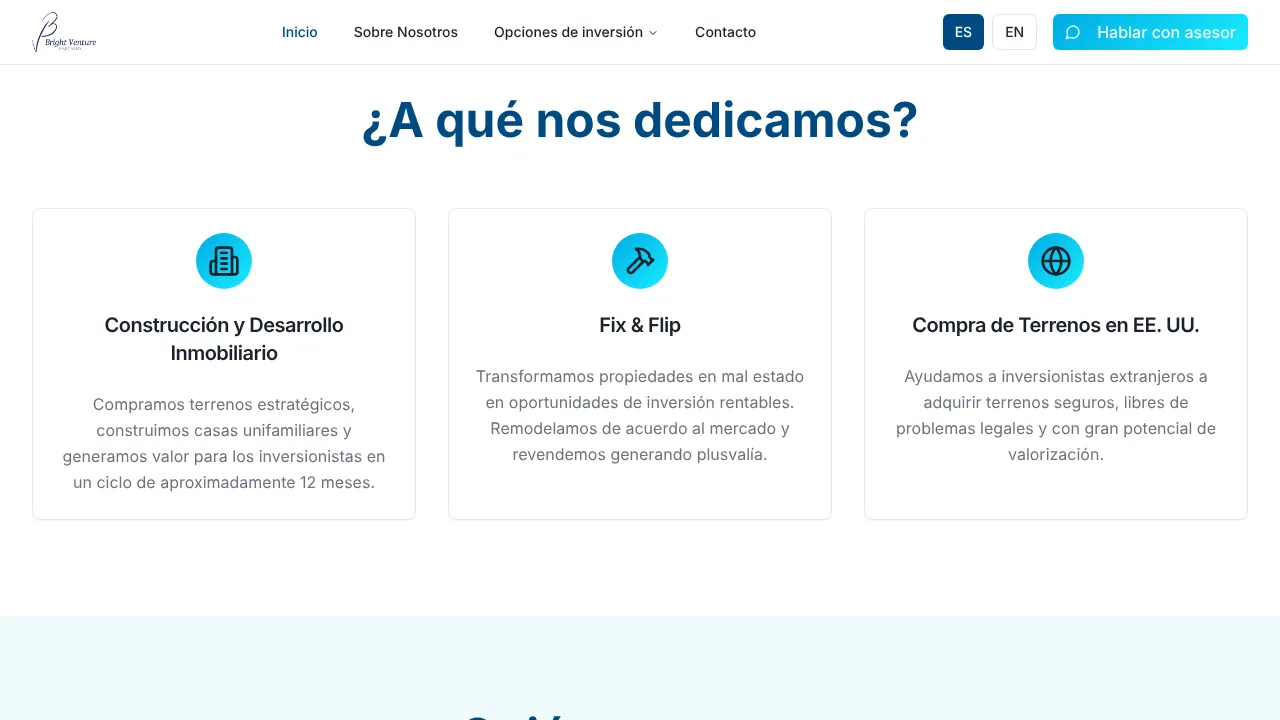 Bright Venture
PARTNERS
Inicio
Sobre Nosotros
Opciones de inversión
Contacto
ES
EN
Hablar con asesor
¿A qué nos dedicamos?
Construcción y Desarrollo
Inmobiliario
Compramos terrenos estratégicos,
construimos casas unifamiliares y
generamos valor para los inversionistas en
un ciclo de aproximadamente 12 meses.
Fix & Flip
Transformamos propiedades en mal estado
en oportunidades de inversión rentables.
Remodelamos de acuerdo al mercado y
revendemos generando plusvalía.
Compra de Terrenos en EE. UU.
Ayudamos a inversionistas extranjeros a
adquirir terrenos seguros, libres de
problemas legales y con gran potencial de
valorización.